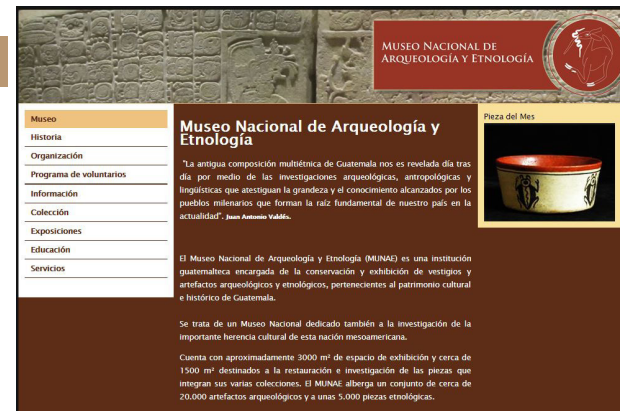 MUSEO NACIONAL DE
ARQUEOLOGÍA Y ETNOLOGÍA
Museo
Historia
Organización
Programa de voluntarios
Información
Colección
Exposiciones
Educación
Servicios
Museo Nacional de Arqueología y
Etnología
"La antigua composición multiétnica de Guatemala nos es revelada día tras
día por medio de las investigaciones arqueológicas, antropológicas y
lingüísticas que atestiguan la grandeza y el conocimiento alcanzados por los
pueblos milenarios que forman la raíz fundamental de nuestro país en la
actualidad". Juan Antonio Valdés.
El Museo Nacional de Arqueología y Etnología (MUNAE) es una institución
guatemalteca encargada de la conservación y exhibición de vestigios y
artefactos arqueológicos y etnológicos, pertenecientes al patrimonio cultural
e histórico de Guatemala.
Se trata de un Museo Nacional dedicado también a la investigación de la
importante herencia cultural de esta nación mesoamericana.
Cuenta con aproximadamente 3000 m² de espacio de exhibición y cerca de
1500 m² destinados a la restauración e investigación de las piezas que
integran sus varias colecciones. El MUNAE alberga un conjunto de cerca de
20.000 artefactos arqueológicos y a unas 5.000 piezas etnológicas.
Pieza del Mes